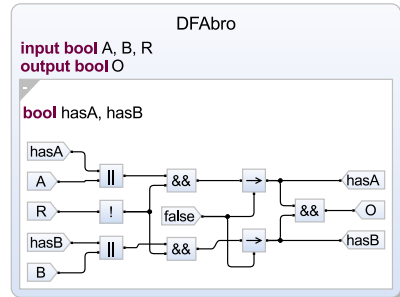 DFAbro
input bool A, B, R
output bool O
-
bool hasA, hasB
hasA
||
&&
→
hasA
A
R
!
false
&&
O
hasB
||
&&
→
hasB
B